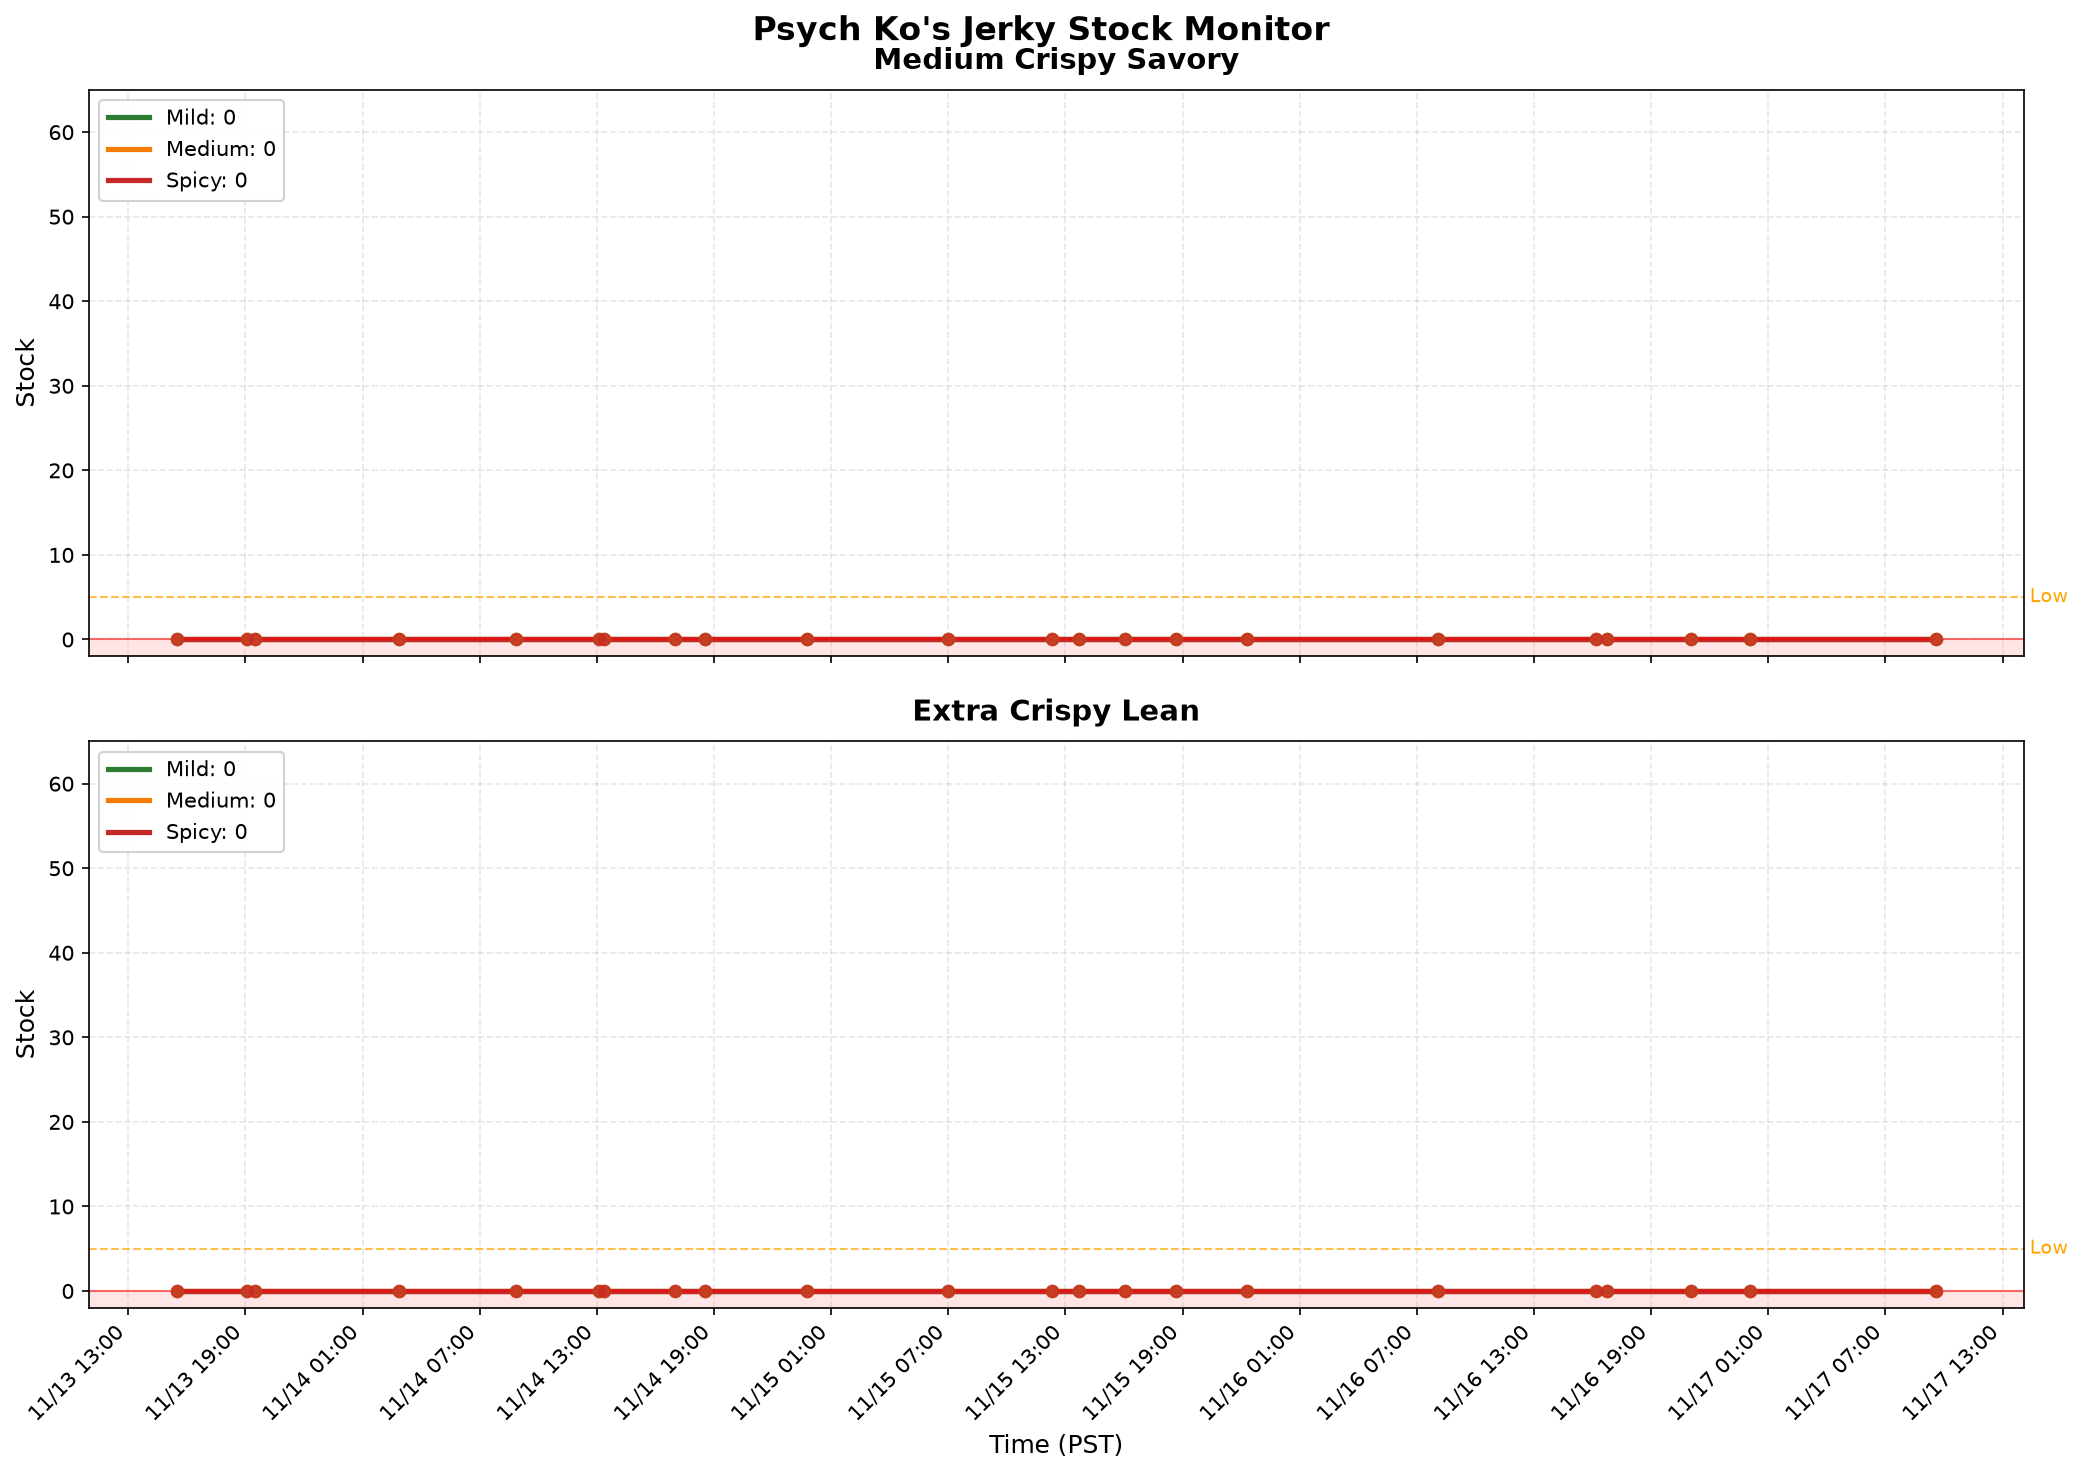 Psych Ko's Jerky Stock Monitor
Medium Crispy Savory
Mild: 0
Medium: 0
Spicy: 0
60
50
40
30
20
10
0
Stock
Low
Extra Crispy Lean
Mild: 0
Medium: 0
Spicy: 0
60
50
40
30
20
10
0
Stock
Low
11/13 13:00
11/13 19:00
11/14 01:00
11/14 07:00
11/14 13:00
11/14 19:00
11/15 01:00
11/15 07:00
11/15 13:00
11/15 19:00
11/16 01:00
11/16 07:00
11/16 13:00
11/16 19:00
11/17 01:00
11/17 07:00
11/17 13:00
Time (PST)